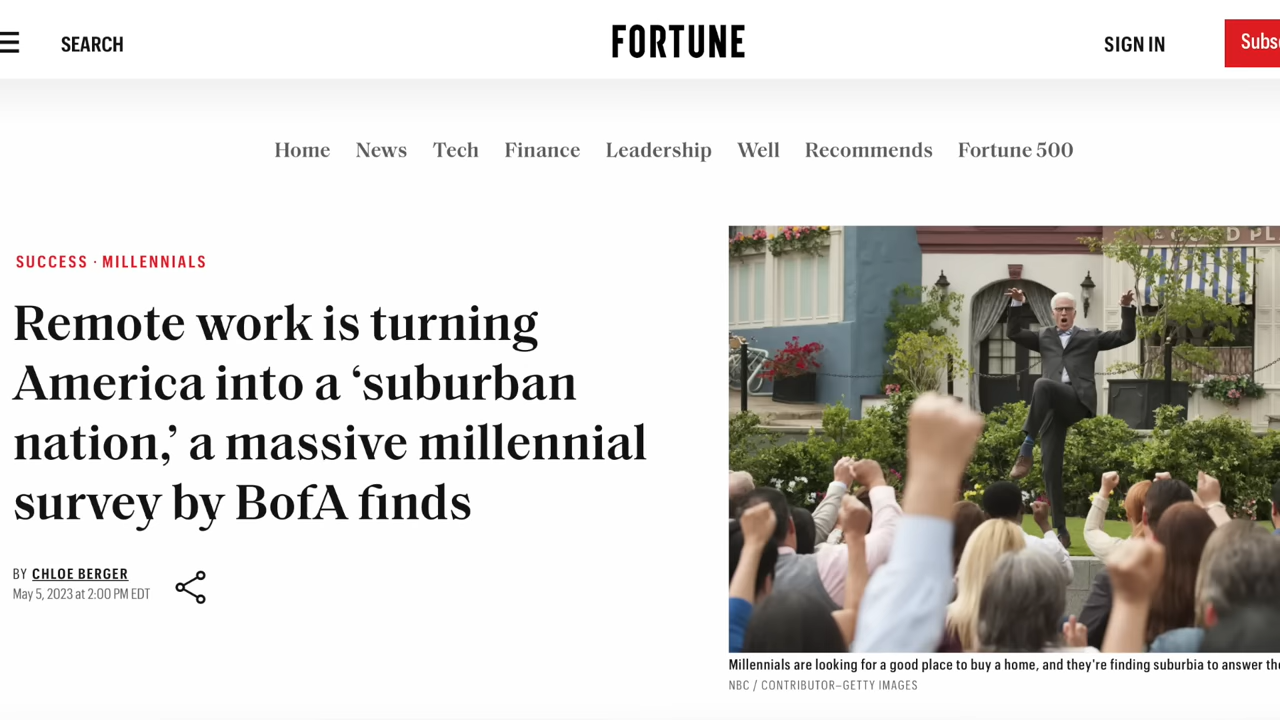 SEARCH
FORTUNE
SIGN IN
Home News Tech Finance Leadership Well Recommends Fortune 500
SUCCESS · MILLENNIALS
Remote work is turning
America into a ‘suburban
nation,’ a massive millennial
survey by BofA finds
BY CHLOE BERGER
May 5, 2023 at 2:00 PM EDT
Millennials are looking for a good place to buy a home, and they're finding suburbia to answer
NBC / CONTRIBUTOR—GETTY IMAGES